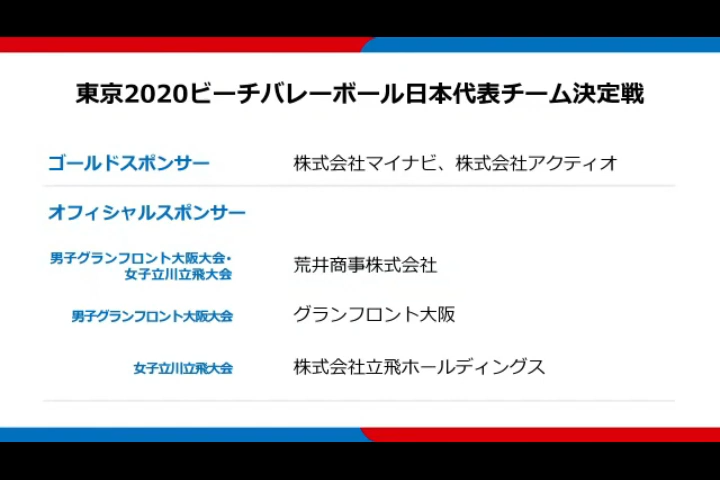 東京2020ビーチバレーボール日本代表チーム決定戦
ゴールドスポンサー 株式会社マイナビ、株式会社アクティオ
オフィシャルスポンサー
男子グランフロント大阪大会・
女子立川立飛大会 荒井商事株式会社
男子グランフロント大阪大会 グランフロント大阪
女子立川立飛大会 株式会社立飛ホールディングス